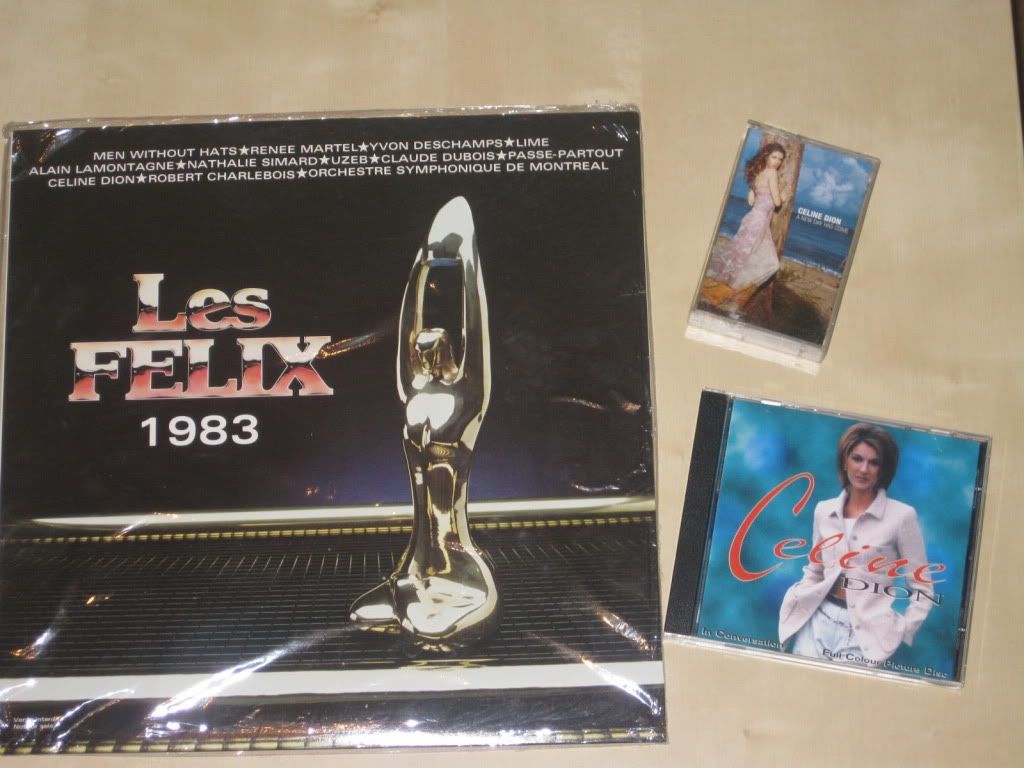 MEN WITHOUT HATS★RENEE MARTEL★YVON DESCHAMPS★LIME
ALAIN LAMONTAGNE★NATHALIE SIMARD★UZEB★CLAUDE DUBOIS★PASSE-PARTOUT
CELINE DION★ROBERT CHARLEBOIS★ORCHESTRE SYMPHONIQUE DE MONTREAL
Les
FELIX
1983
CELINE DION
A NEW DAY HAS COME
Celine
DION
In Conversation
Full Colour Picture Disc